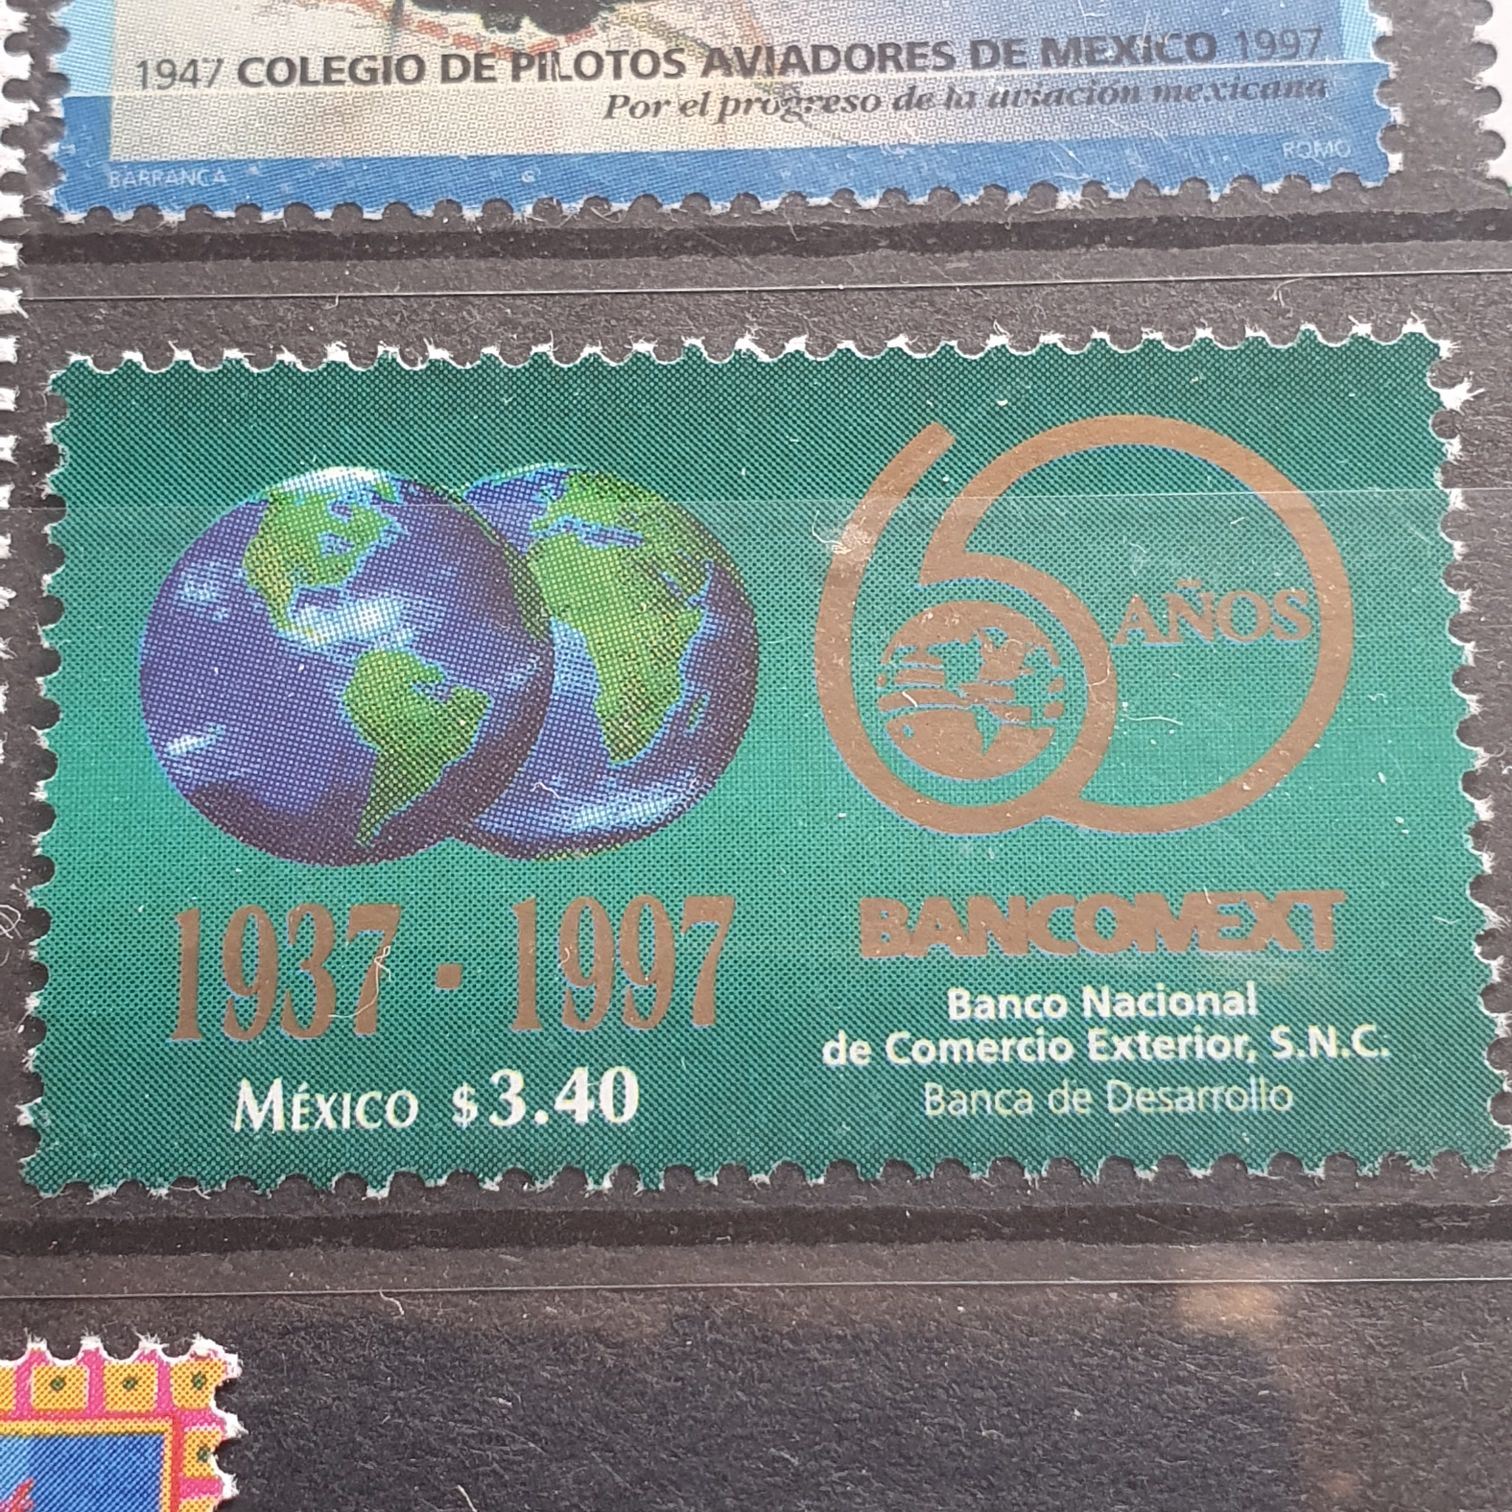 1947 COLEGIO DE PILOTOS AVIADORES DE MEXICO 1997
Por el progreso de la aviación mexicana
BARRANCA
ROMO
60 AÑOS
1937 · 1997
BANCOMEXT
Banco Nacional
de Comercio Exterior, S.N.C.
Banca de Desarrollo
MÉXICO $3.40